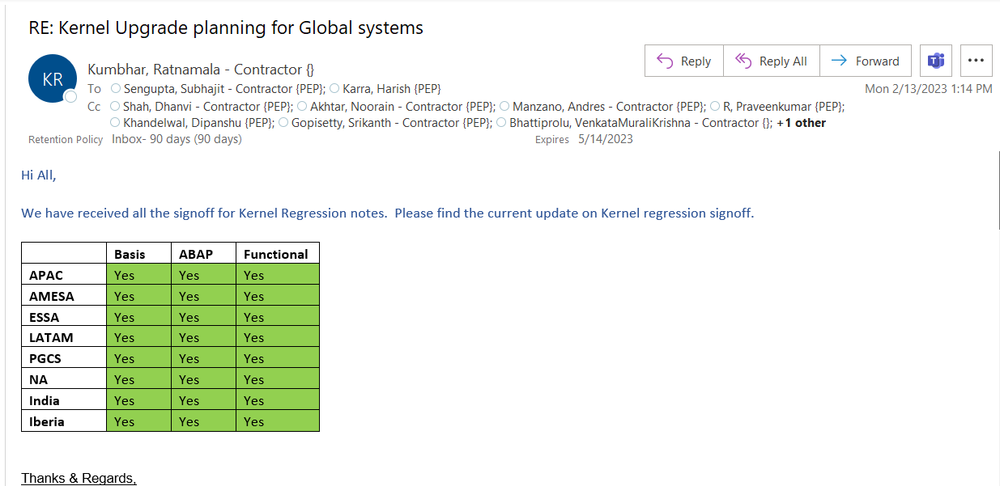 RE: Kernel Upgrade planning for Global systems
KR
Kumbhar, Ratnamala - Contractor {}
Reply
Reply All
Forward
To Sengupta, Subhajit - Contractor {PEP}; Karra, Harish {PEP}
Mon 2/13/2023 1:14 PM
Cc Shah, Dhanvi - Contractor {PEP}; Akhtar, Noorain - Contractor {PEP}; Manzano, Andres - Contractor {PEP}; R, Praveenkumar {PEP};
Khandelwal, Dipanshu {PEP}; Gopisetty, Srikanth - Contractor {PEP}; Bhattiprolu, VenkataMuraliKrishna - Contractor {}; +1 other
Retention Policy Inbox- 90 days (90 days) Expires 5/14/2023
Hi All,
We have received all the signoff for Kernel Regression notes. Please find the current update on Kernel regression signoff.
Basis ABAP Functional
APAC Yes Yes Yes
AMESA Yes Yes Yes
ESSA Yes Yes Yes
LATAM Yes Yes Yes
PGCS Yes Yes Yes
NA Yes Yes Yes
India Yes Yes Yes
Iberia Yes Yes Yes
Thanks & Regards,